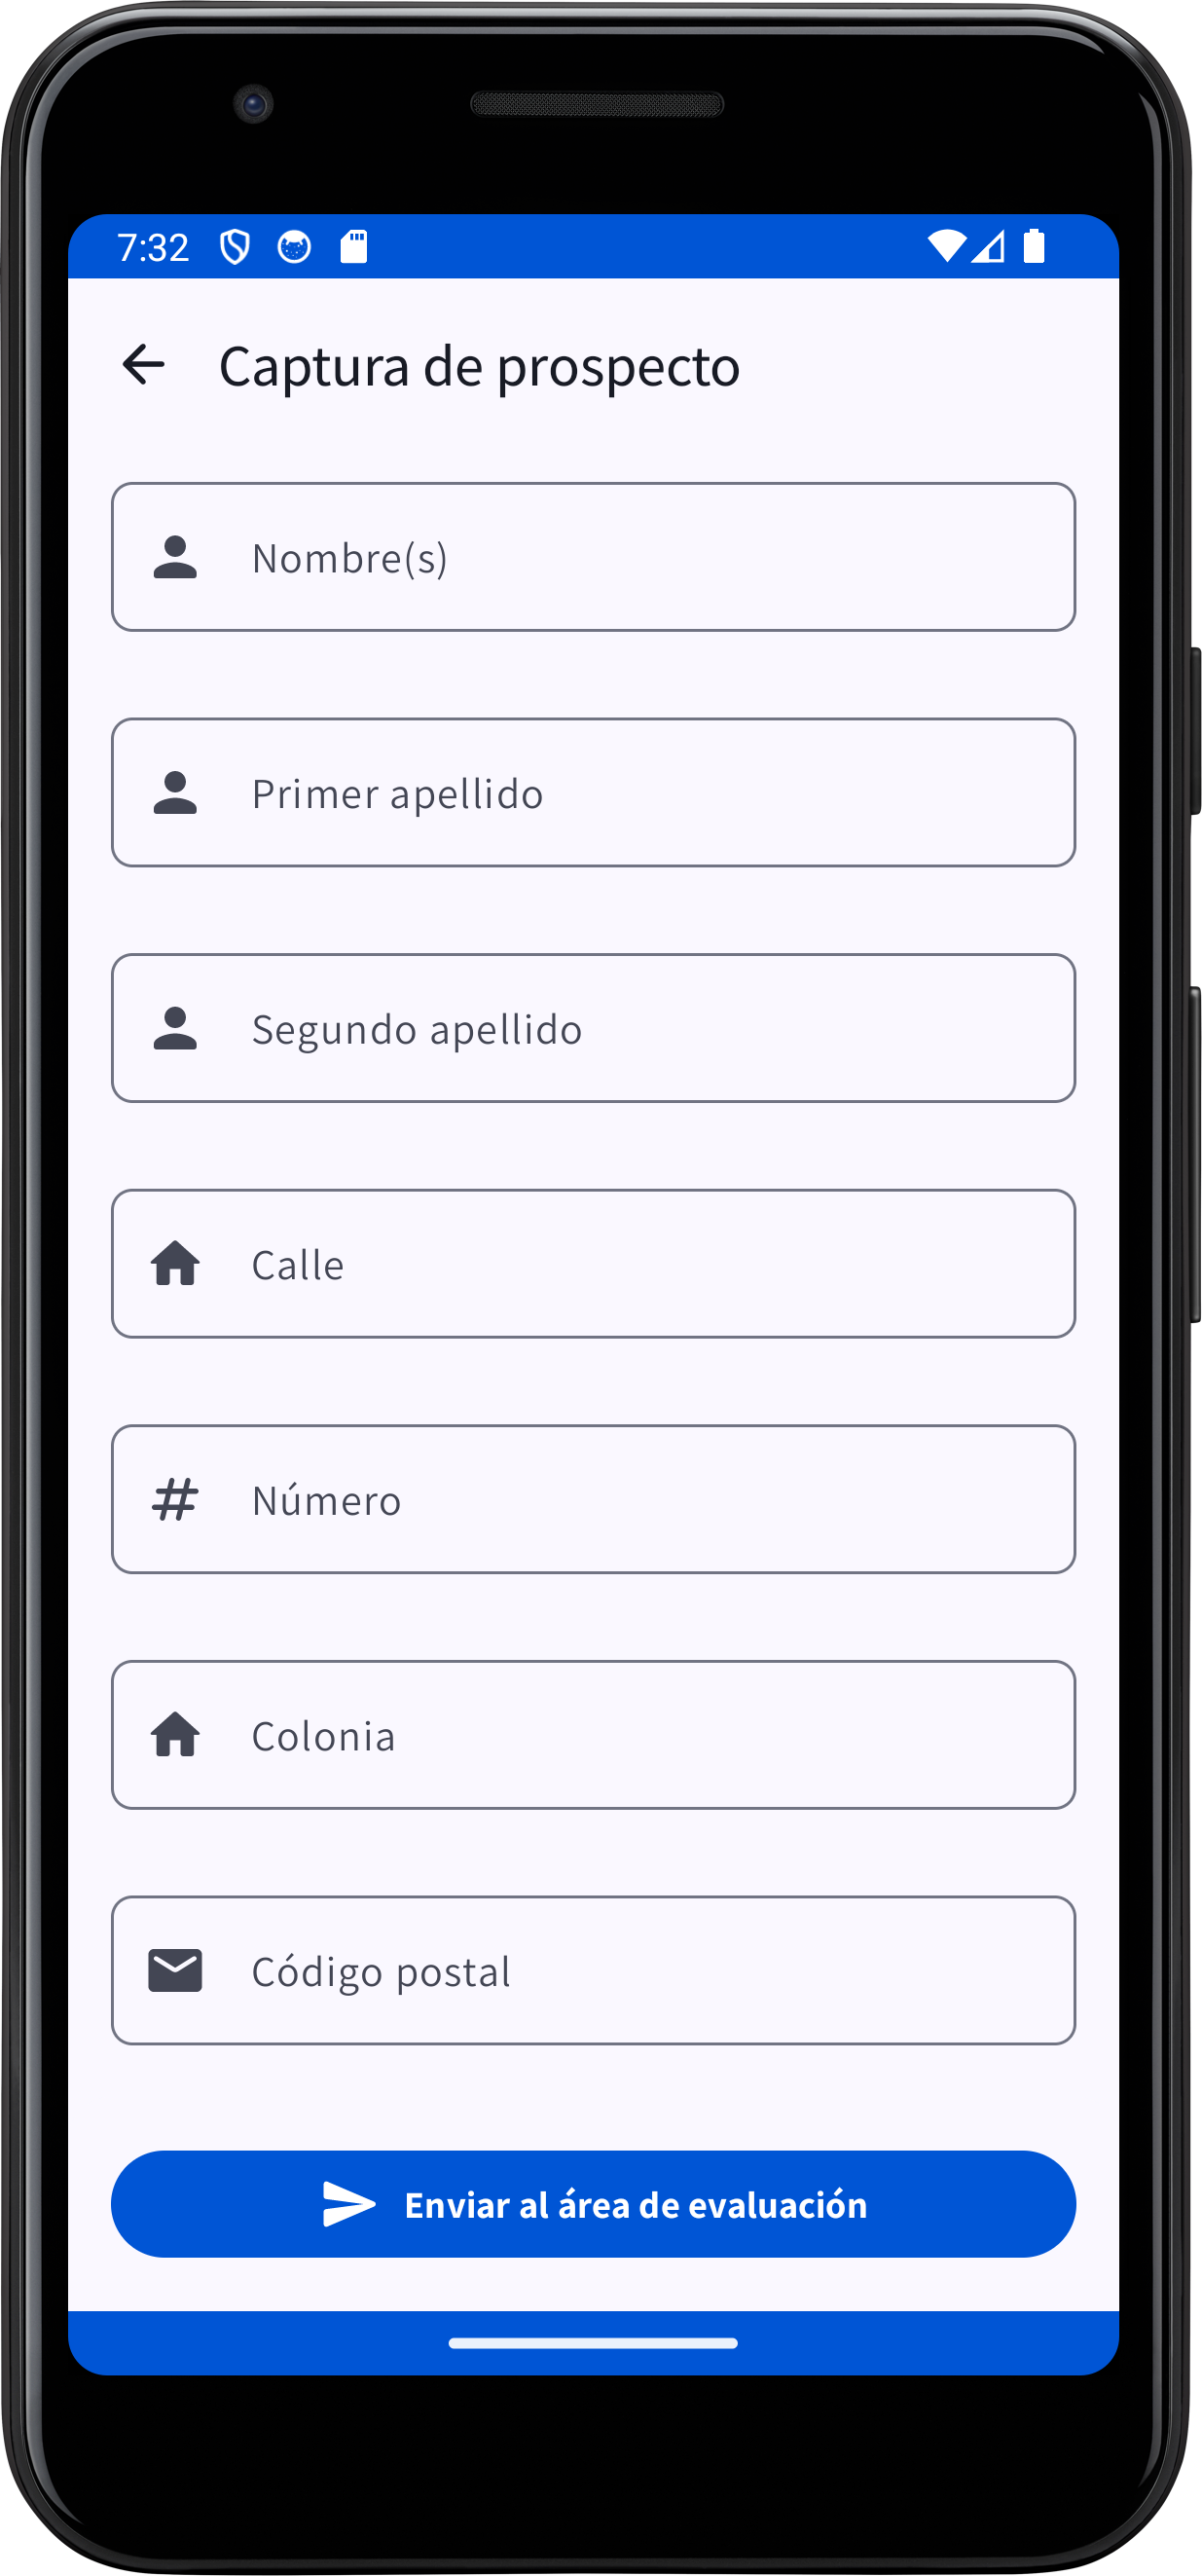 7:32
Captura de prospecto
Nombre(s)
Primer apellido
Segundo apellido
Calle
Número
Colonia
Código postal
Enviar al área de evaluación